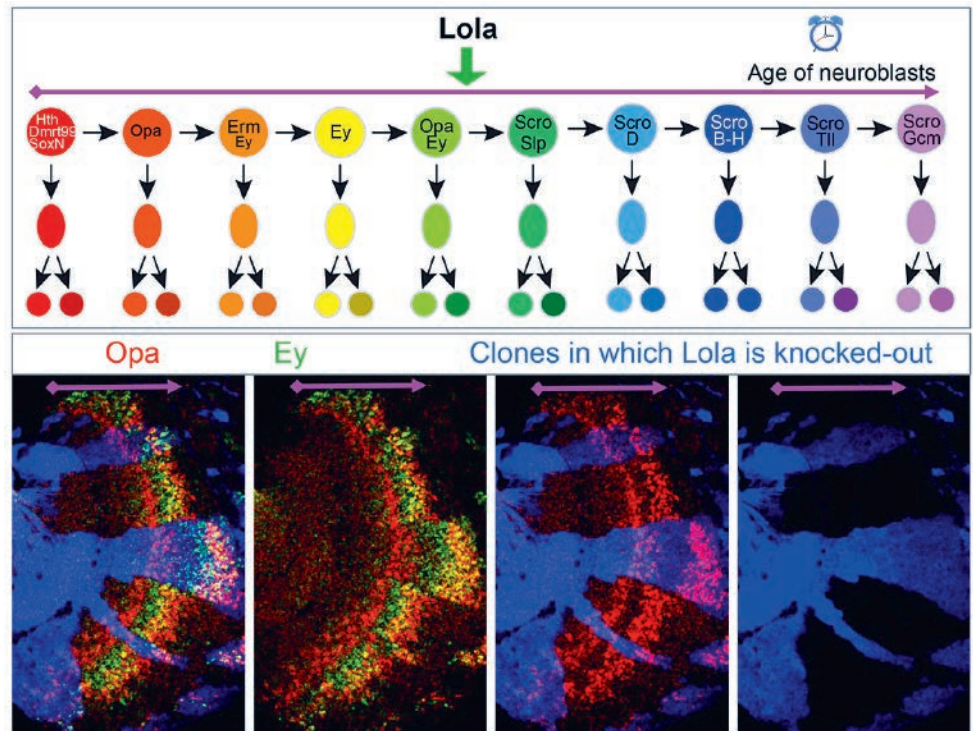 Lola
Age of neuroblasts
Hth
Dmrt99
SoxN
Opa
Erm
Ey
Ey
Opa
Ey
Scro
Slp
Scro
D
Scro
B-H
Scro
Tll
Scro
Gcm
Opa Ey Clones in which Lola is knocked-out